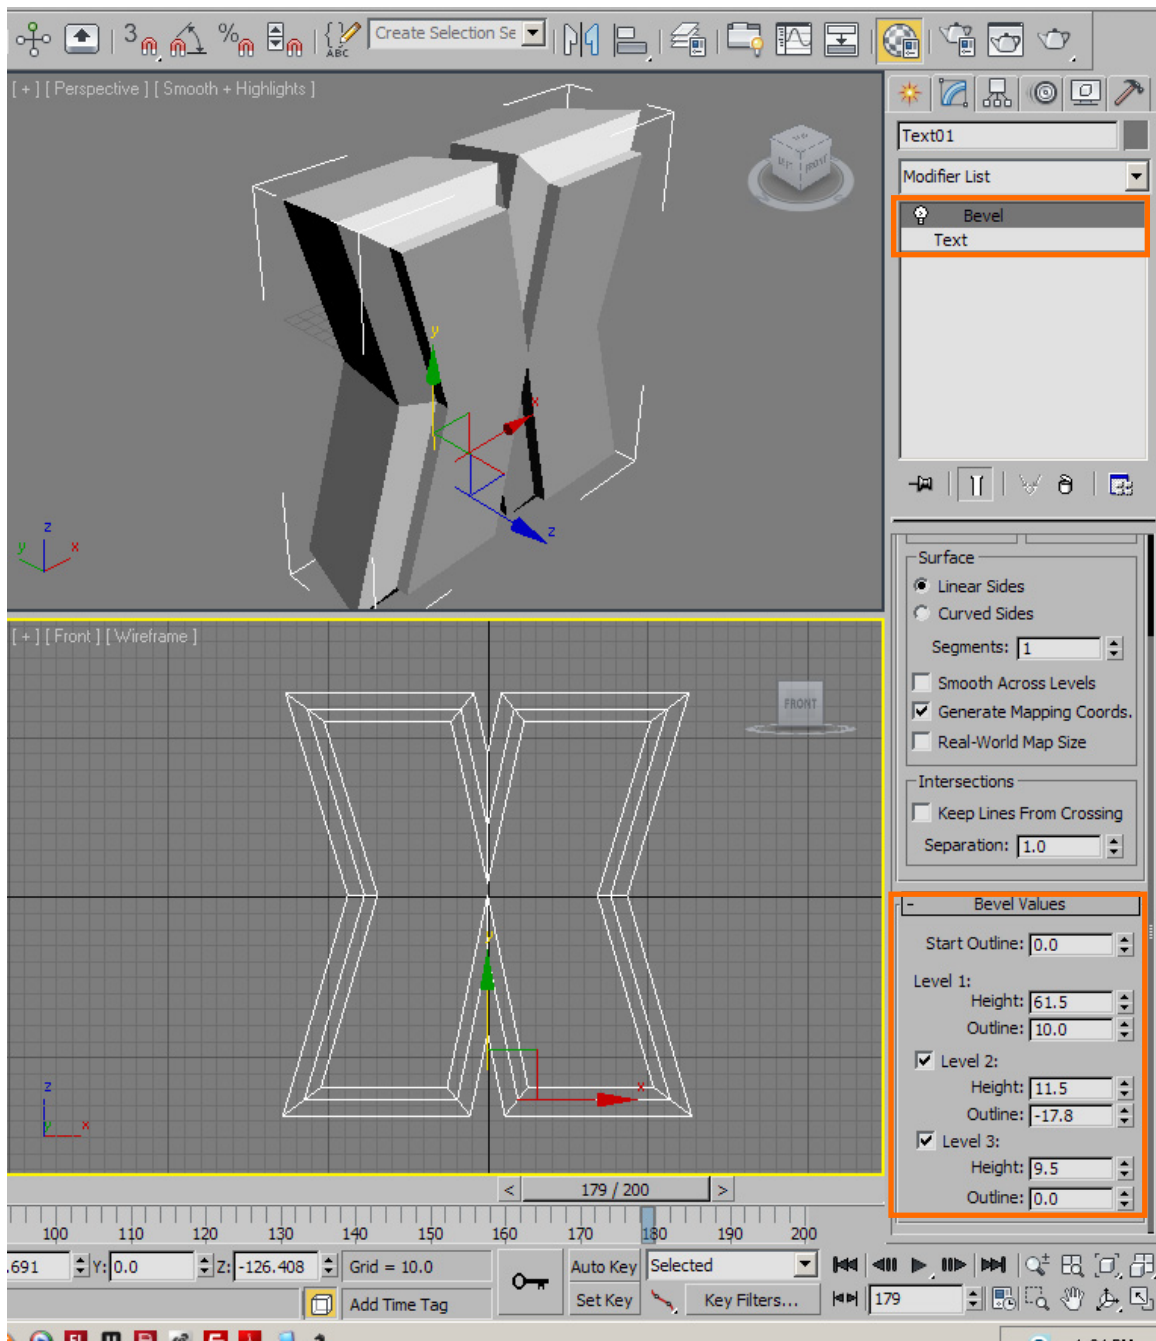 3
%
ABC
Create Selection Se
[ + ] [ Perspective ] [ Smooth + Highlights ]
FRONT
Text01
Modifier List
Bevel
Text
y
x
z
z
y
x
Surface
Linear Sides
Curved Sides
Segments: 1
Smooth Across Levels
Generate Mapping Coords.
Real-World Map Size
Intersections
Keep Lines From Crossing
Separation: 1.0
[ + ] [ Front ] [ Wireframe ]
FRONT
y
x
z
y
x
- Bevel Values
Start Outline: 0.0
Level 1:
Height: 61.5
Outline: 10.0
Level 2:
Height: 11.5
Outline: -17.8
Level 3:
Height: 9.5
Outline: 0.0
< 179 / 200 >
100 110 120 130 140 150 160 170 180 190 200
.691 Y: 0.0 Z: -126.408 Grid = 10.0 Auto Key Selected
Add Time Tag Set Key Key Filters... 179